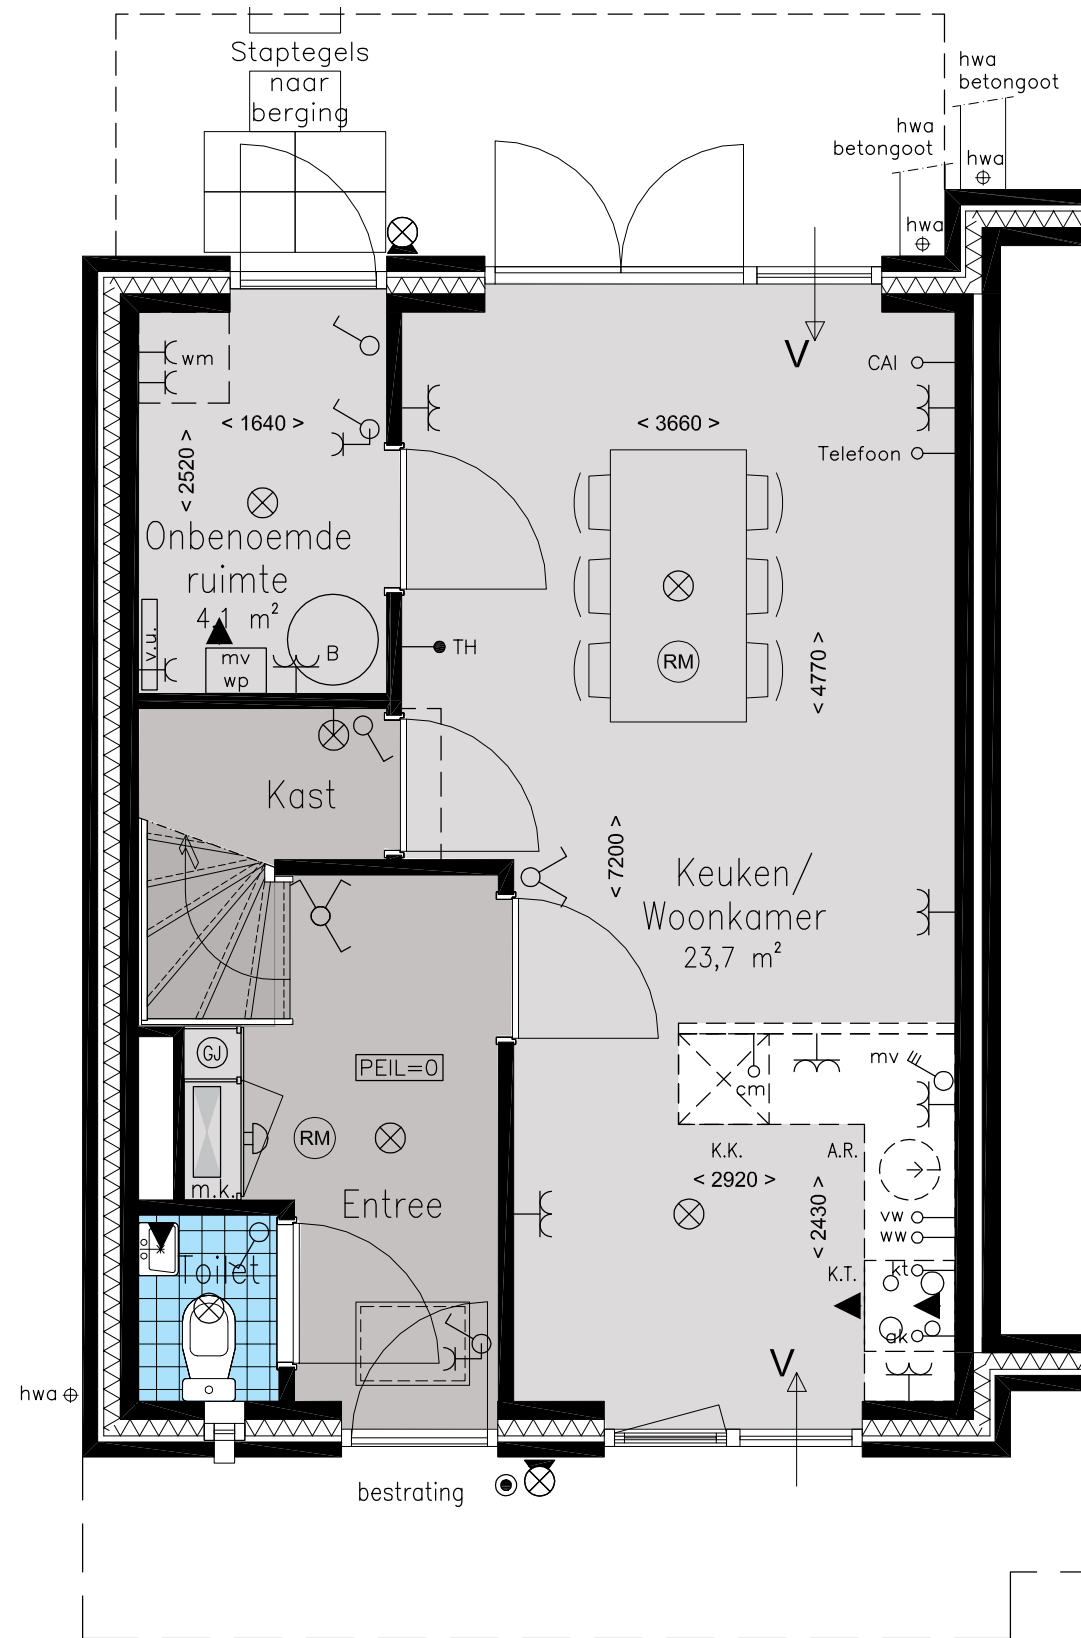 Staptegels
naar
berging
hwa
betongoot
hwa
betongoot
hwa
hwa
V
CAI
wm
< 1640 >
< 3660 >
< 2520 >
Telefoon
Onbenoemde
ruimte
4,1 m²
v.u.
mv
wp
B
TH
RM
< 4770 >
Kast
< 7200 >
Keuken/
Woonkamer
23,7 m²
GJ
PEIL=0
mv
cm
RM
K.K.
A.R.
m.k.
< 2920 >
Entree
< 2430 >
vw
ww
Toilet
K.T.
kt
ak
V
hwa
bestrating